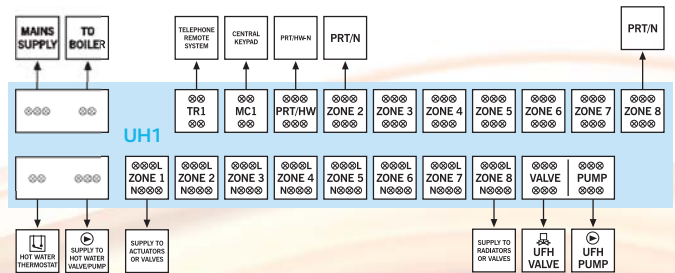 MAINS
SUPPLY
TO
BOILER
TELEPHONE
REMOTE
SYSTEM
CENTRAL
KEYPAD
PRT/HW-N
PRT/N
PRT/N
TR1
MC1
PRT/HW
ZONE 2
ZONE 3
ZONE 4
ZONE 5
ZONE 6
ZONE 7
ZONE 8
UH1
L
ZONE 1
N
L
ZONE 2
N
L
ZONE 3
N
L
ZONE 4
N
L
ZONE 5
N
L
ZONE 6
N
L
ZONE 7
N
L
ZONE 8
N
VALVE
PUMP
HOT WATER
THERMOSTAT
SUPPLY TO
HOT WATER
VALVE/PUMP
SUPPLY TO
ACTUATORS
OR VALVES
SUPPLY TO
RADIATORS
OR VALVES
UFH
VALVE
UFH
PUMP